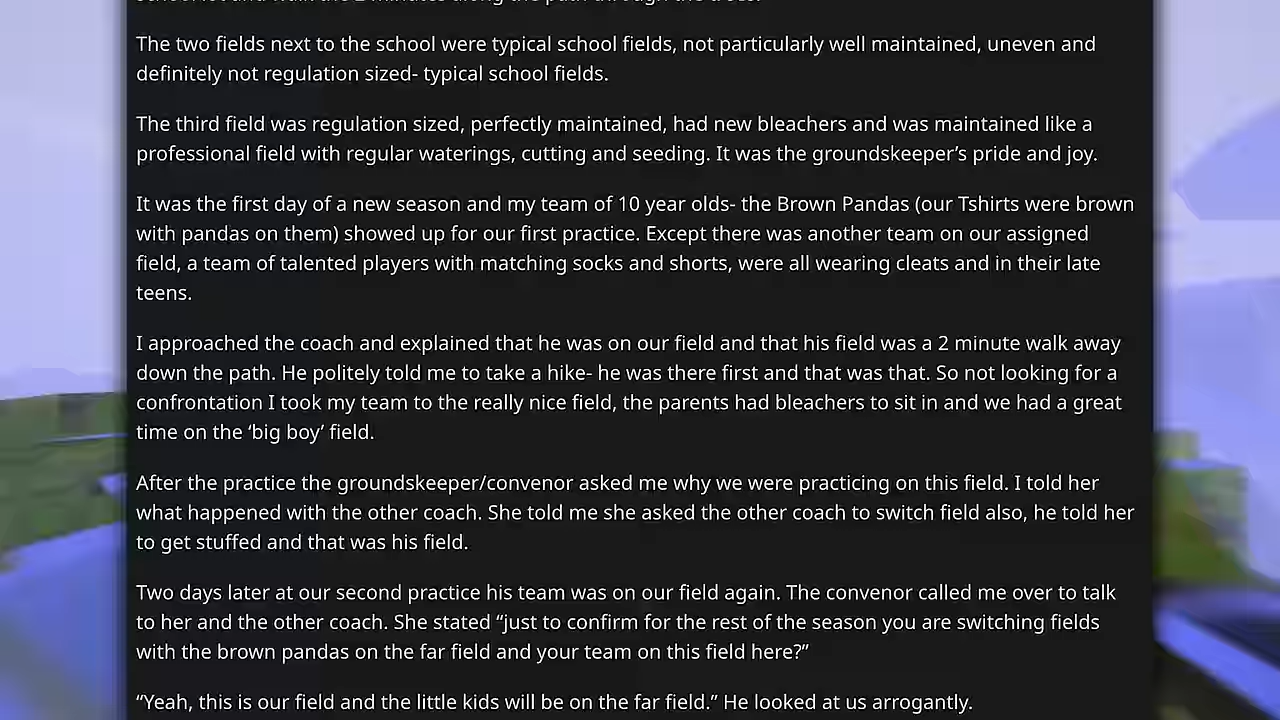 The two fields next to the school were typical school fields, not particularly well maintained, uneven and
definitely not regulation sized- typical school fields.
The third field was regulation sized, perfectly maintained, had new bleachers and was maintained like a
professional field with regular waterings, cutting and seeding. It was the groundskeeper’s pride and joy.
It was the first day of a new season and my team of 10 year olds- the Brown Pandas (our Tshirts were brown
with pandas on them) showed up for our first practice. Except there was another team on our assigned
field, a team of talented players with matching socks and shorts, were all wearing cleats and in their late
teens.
I approached the coach and explained that he was on our field and that his field was a 2 minute walk away
down the path. He politely told me to take a hike- he was there first and that was that. So not looking for a
confrontation I took my team to the really nice field, the parents had bleachers to sit in and we had a great
time on the ‘big boy’ field.
After the practice the groundskeeper/convenor asked me why we were practicing on this field. I told her
what happened with the other coach. She told me she asked the other coach to switch field also, he told her
to get stuffed and that was his field.
Two days later at our second practice his team was on our field again. The convenor called me over to talk
to her and the other coach. She stated “just to confirm for the rest of the season you are switching fields
with the brown pandas on the far field and your team on this field here?”
“Yeah, this is our field and the little kids will be on the far field.” He looked at us arrogantly.